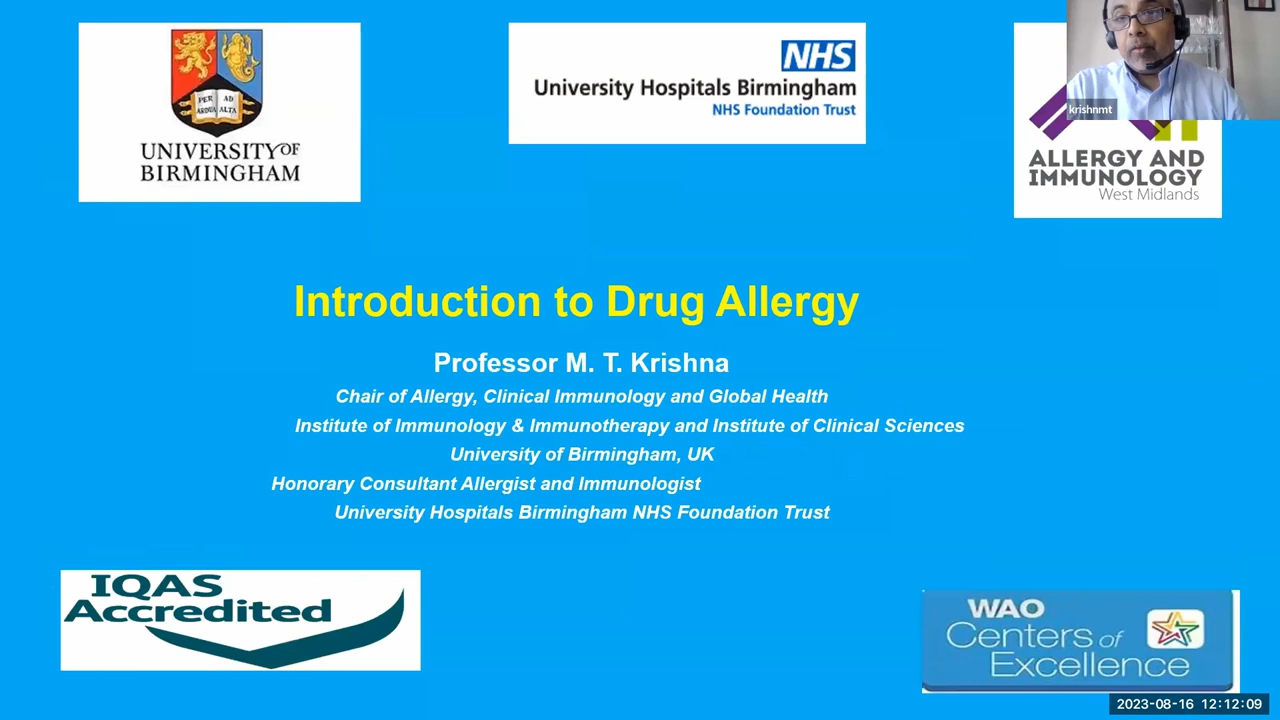 PER AD
ARDUA ALTA
UNIVERSITY OF
BIRMINGHAM
NHS
University Hospitals Birmingham
NHS Foundation Trust
krishnmt
ALLERGY AND
IMMUNOLOGY
West Midlands
Introduction to Drug Allergy
Professor M. T. Krishna
Chair of Allergy, Clinical Immunology and Global Health
Institute of Immunology & Immunotherapy and Institute of Clinical Sciences
University of Birmingham, UK
Honorary Consultant Allergist and Immunologist
University Hospitals Birmingham NHS Foundation Trust
IQAS
Accredited
WAO
Centers of
Excellence
2023-08-16 12:12:09